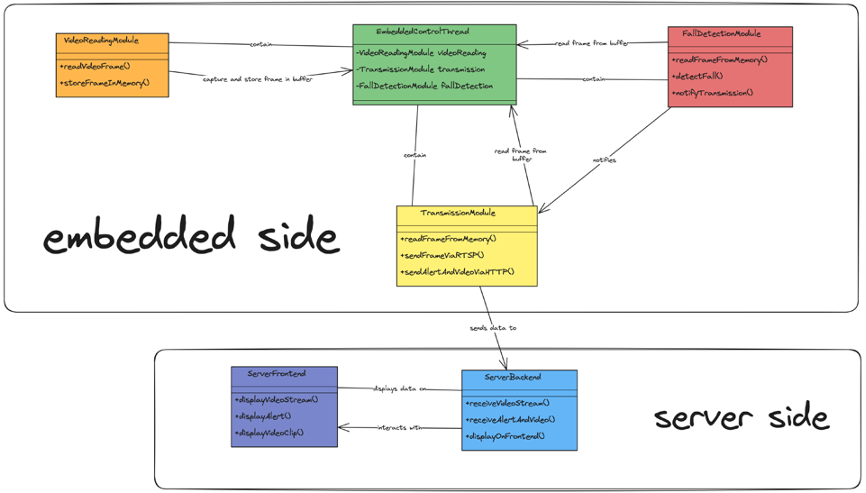 VideoReadingModule
+readVideoFrame()
+storeFrameInMemory()
contain
capture and store frame in buffer
EmbeddedControlThread
-VideoReadingModule videoReading
-TransmissionModule transmission
-FallDetectionModule fallDetection
read frame from buffer
contain
FallDetectionModule
+readFrameFromMemory()
+detectFall()
+notifyTransmission()
contain
read frame from
buffer
notifies
embedded side
TransmissionModule
+readFrameFromMemory()
+sendFrameViaRTSP()
+sendAlertAndVideoViaHTTP()
sends data to
ServerFrontend
+displayVideoStream()
+displayAlert()
+displayVideoClip()
displays data on
interacts with
ServerBackend
+receiveVideoStream()
+receiveAlertAndVideo()
+displayOnFrontend()
server side